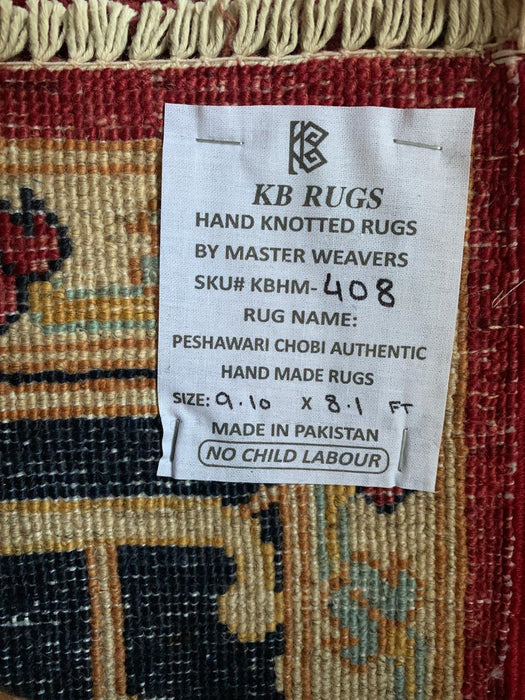 KB RUGS
HAND KNOTTED RUGS
BY MASTER WEAVERS
SKU# KBHM-408
RUG NAME:
PESHAWARI CHOBI AUTHENTIC
HAND MADE RUGS
SIZE: 9.10 X 8.1 FT
MADE IN PAKISTAN
NO CHILD LABOUR